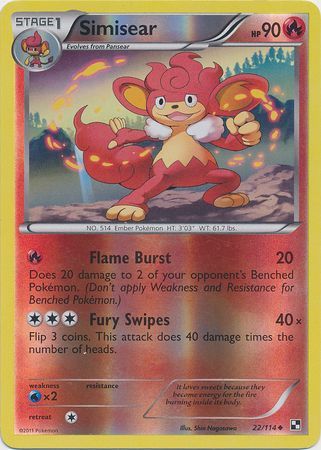 STAGE1 Simisear HP 90
Evolves from Pansear
NO. 514 Ember Pokémon HT: 3'03" WT: 61.7 lbs.
Flame Burst 20
Does 20 damage to 2 of your opponent's Benched
Pokémon. (Don't apply Weakness and Resistance for
Benched Pokémon.)
Fury Swipes 40×
Flip 3 coins. This attack does 40 damage times
the number of heads.
weakness resistance
×2
It loves sweets because they
become energy for the fire
burning inside its body.
retreat
©2011 Pokémon Illus. Shin Nagasawa 22/114